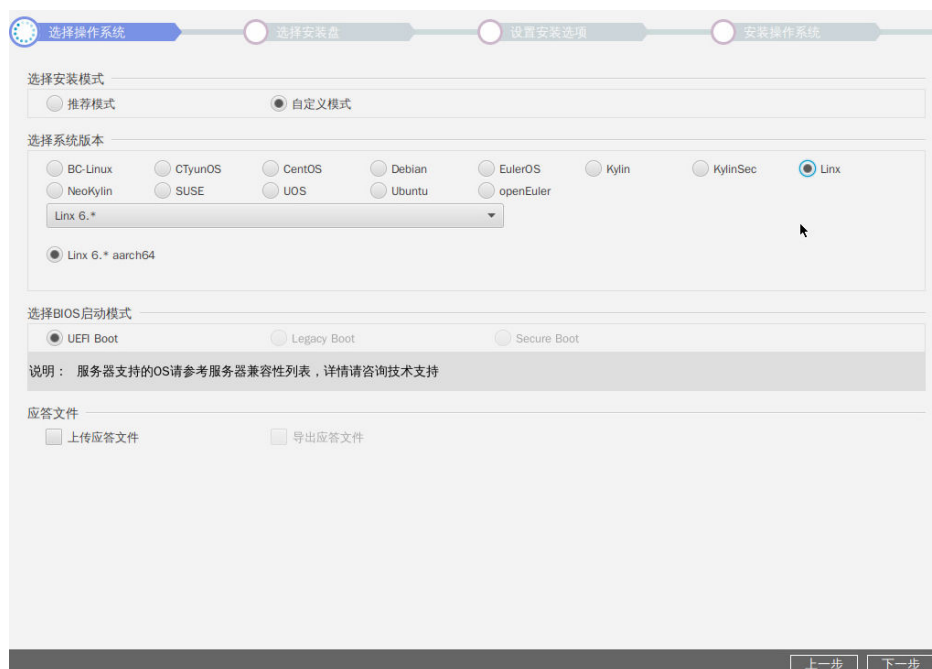 选择操作系统 选择安装盘 设置安装选项 安装操作系统
选择安装模式
推荐模式 自定义模式
选择系统版本
BC-Linux CTyunOS CentOS Debian EulerOS Kylin KylinSec Linx
NeoKylin SUSE UOS Ubuntu openEuler
Linx 6.*
Linx 6.* aarch64
选择BIOS启动模式
UEFI Boot Legacy Boot Secure Boot
说明： 服务器支持的OS请参考服务器兼容性列表，详情请咨询技术支持
应答文件
上传应答文件 导出应答文件
上一步 下一步